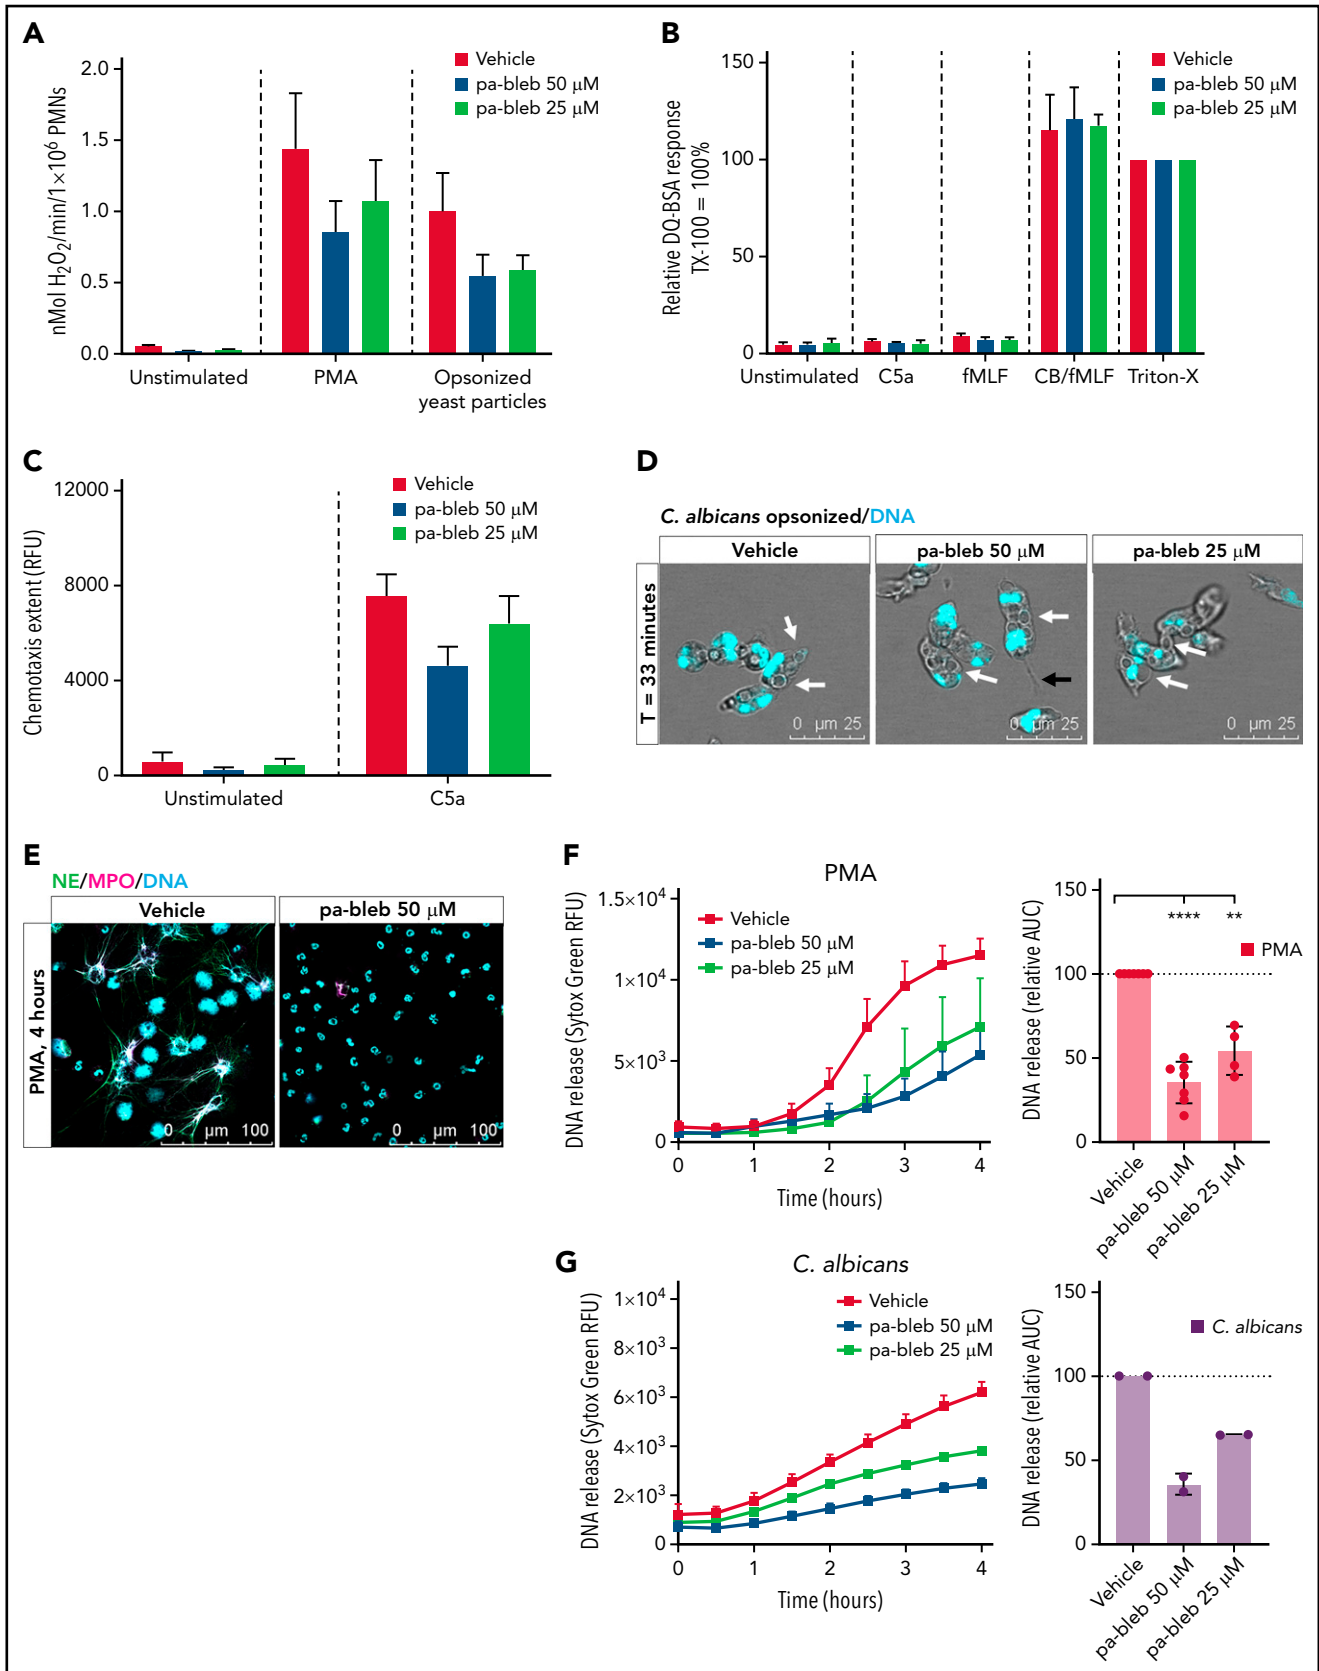 A
Vehicle
pa-bleb 50 μM
pa-bleb 25 μM
nMol H₂O₂/min/1×10⁶ PMNs
2.0
1.5
1.0
0.5
0.0
Unstimulated
PMA
Opsonized
yeast particles
B
Vehicle
pa-bleb 50 μM
pa-bleb 25 μM
Relative DQ-BSA response
TX-100 = 100%
150
100
50
0
Unstimulated
C5a
fMLF
CB/fMLF
Triton-X
C
Vehicle
pa-bleb 50 μM
pa-bleb 25 μM
Chemotaxis extent (RFU)
12000
8000
4000
0
Unstimulated
C5a
D
C. albicans opsonized/DNA
Vehicle
pa-bleb 50 μM
pa-bleb 25 μM
T = 33 minutes
0 μm 25
0 μm 25
0 μm 25
E
NE/MPO/DNA
Vehicle
pa-bleb 50 μM
PMA, 4 hours
0 μm 100
0 μm 100
F
PMA
Vehicle
pa-bleb 50 μM
pa-bleb 25 μM
DNA release (Sytox Green RFU)
1.5×10⁴
1×10⁴
5×10³
0
0
1
2
3
4
Time (hours)
DNA release (relative AUC)
150
100
50
0
****
**
PMA
Vehicle
pa-bleb 50 μM
pa-bleb 25 μM
G
C. albicans
Vehicle
pa-bleb 50 μM
pa-bleb 25 μM
DNA release (Sytox Green RFU)
1×10⁴
8×10³
6×10³
4×10³
2×10³
0
0
1
2
3
4
Time (hours)
DNA release (relative AUC)
150
100
50
0
C. albicans
Vehicle
pa-bleb 50 μM
pa-bleb 25 μM